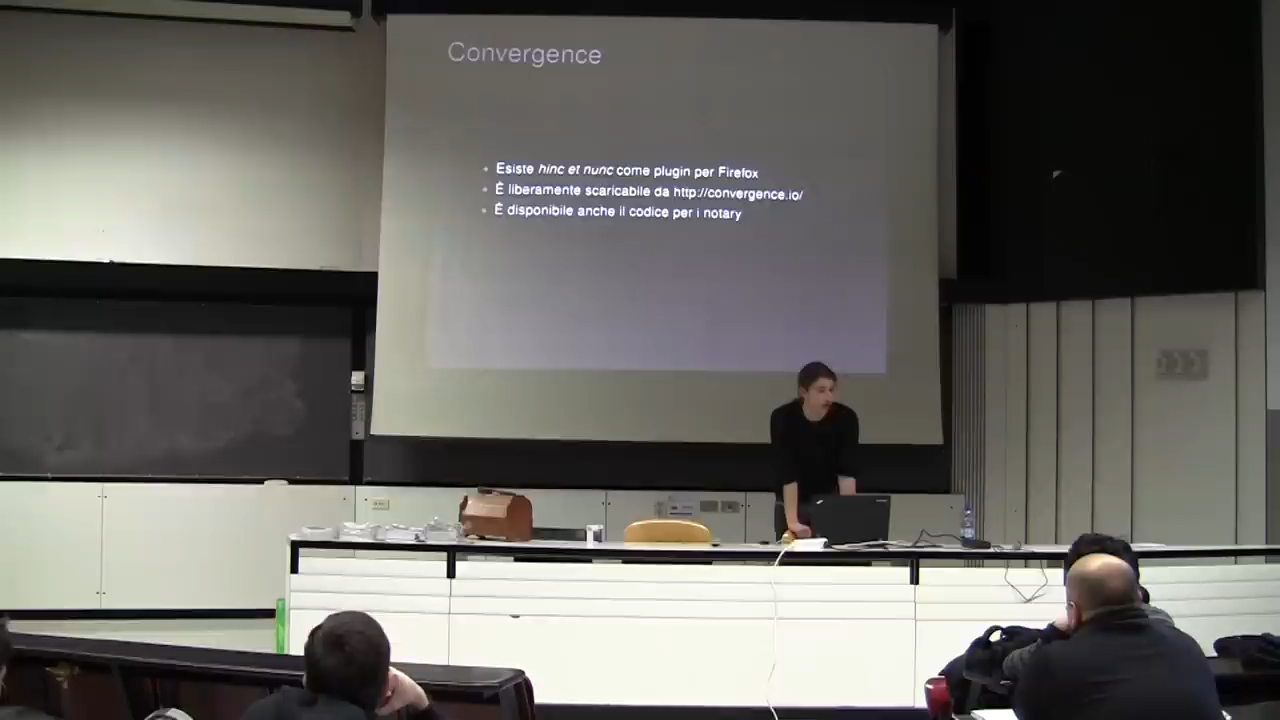 Convergence
Esiste hinc et nunc come plugin per Firefox
È liberamente scaricabile da http://convergence.io/
È disponibile anche il codice per i notary